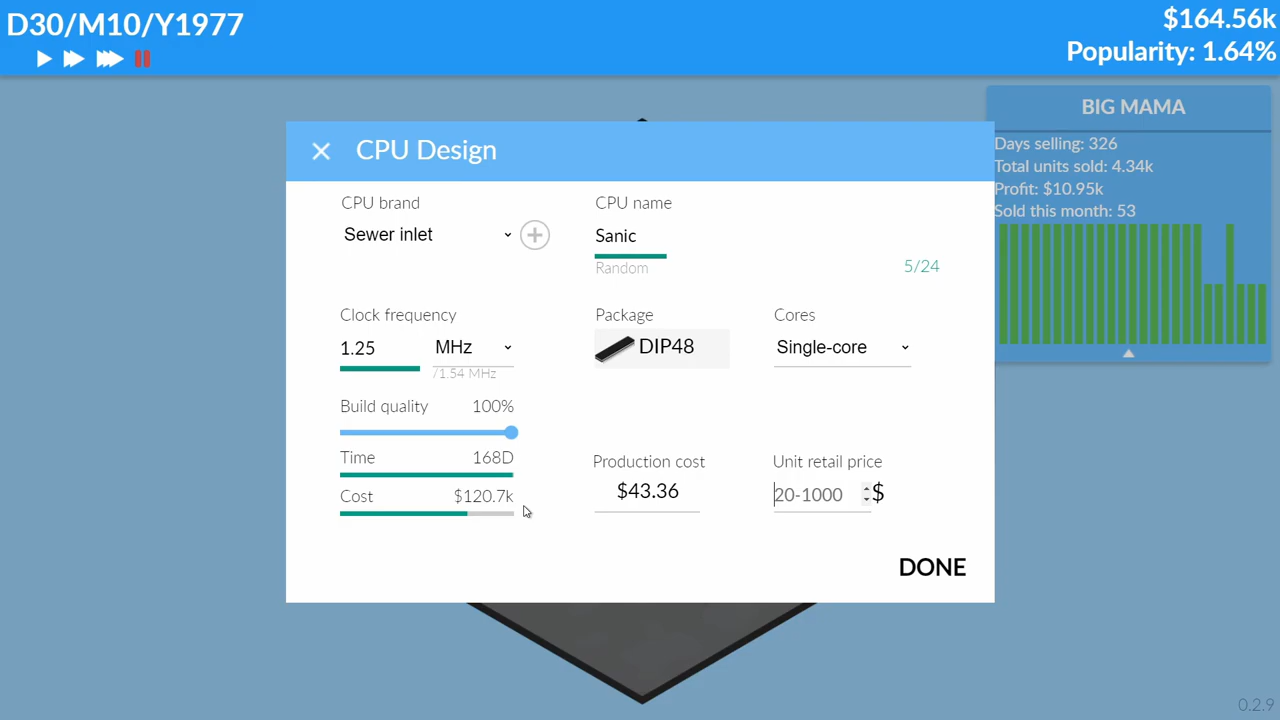 D30/M10/Y1977
$164.56k
Popularity: 1.64%
BIG MAMA
Days selling: 326
Total units sold: 4.34k
Profit: $10.95k
Sold this month: 53
CPU Design
CPU brand
Sewer inlet
CPU name
Sanic
Random
5/24
Clock frequency
1.25
MHz
/1.54 MHz
Package
DIP48
Cores
Single-core
Build quality
100%
Time
168D
Cost
$120.7k
Production cost
$43.36
Unit retail price
20-1000
$
DONE
0.2.9